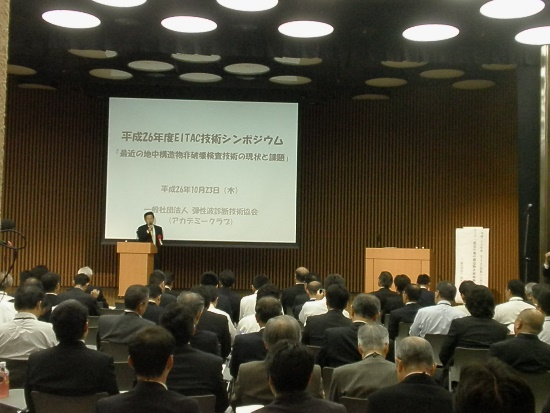 平成26年度EITAC技術シンポジウム
「最近の地中構造物非破壊検査技術の現状と課題」
平成26年10月23日（木）
一般社団法人 弾性波診断技術協会
（アカデミークラブ）